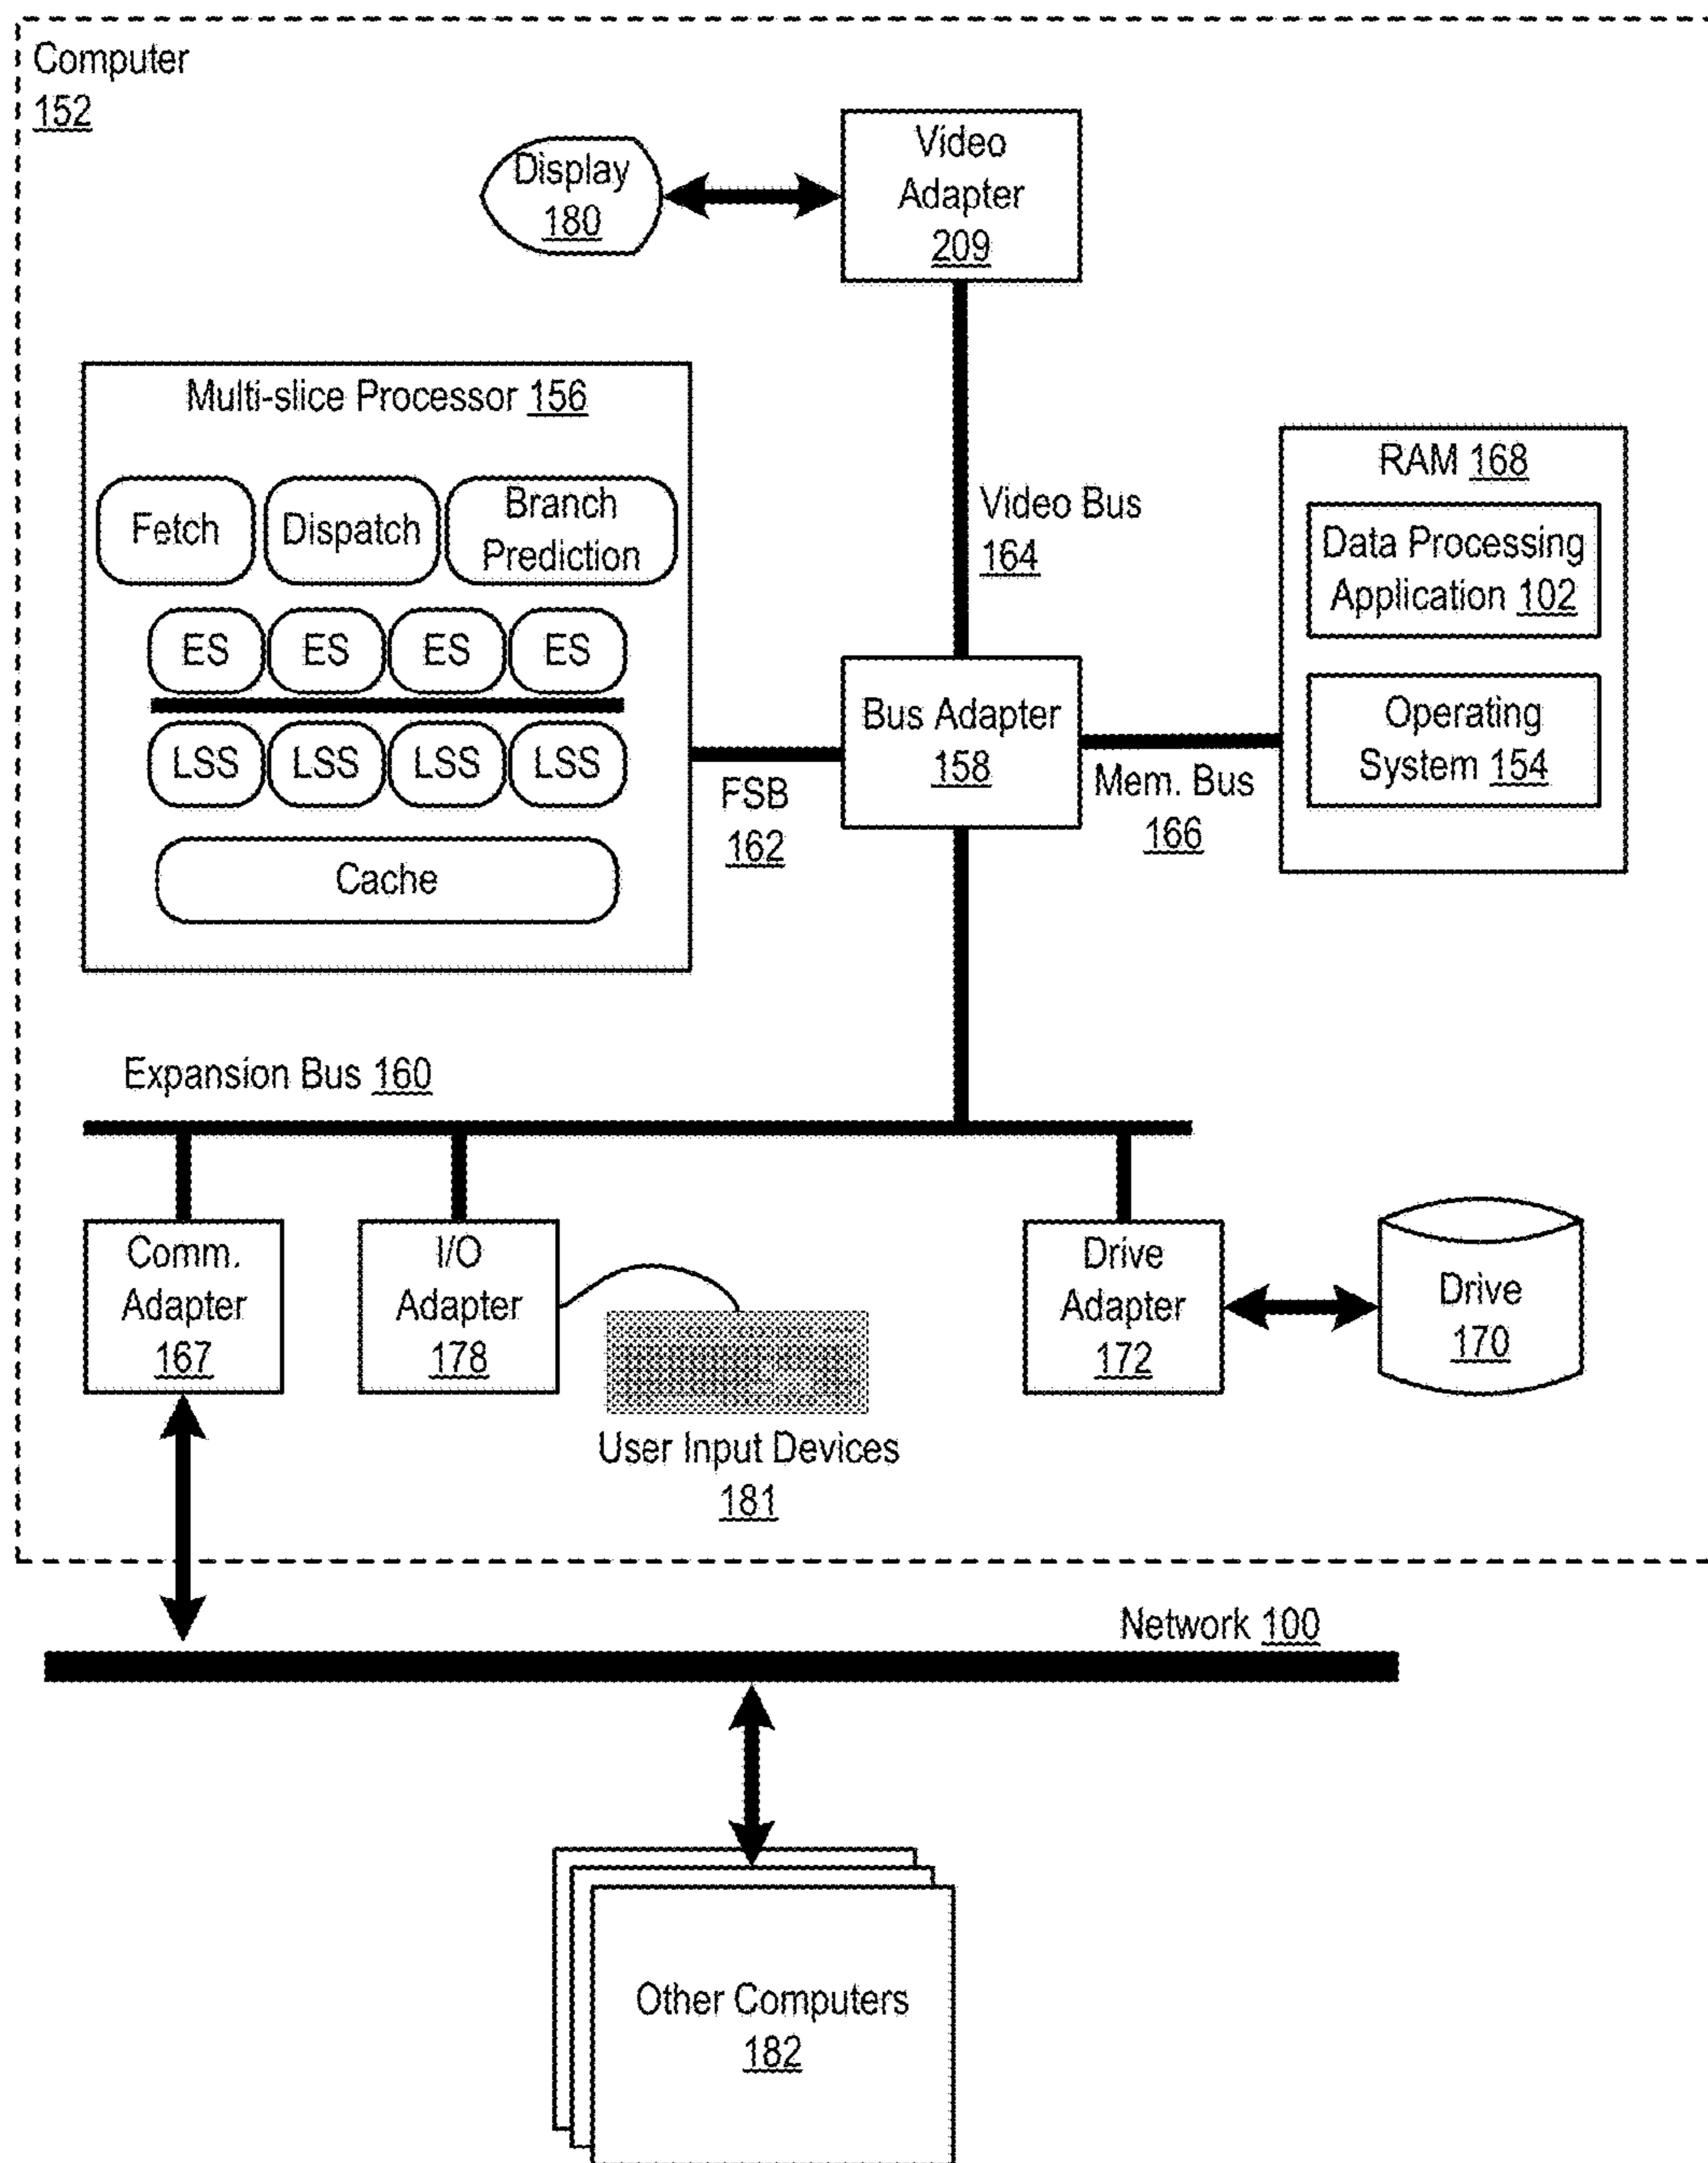 Computer
152
Display
180
Video
Adapter
209
Multi-slice Processor 156
Fetch
Dispatch
Branch
Prediction
ES
ES
ES
ES
LSS
LSS
LSS
LSS
Cache
Video Bus
164
RAM 168
Data Processing
Application 102
Operating
System 154
Bus Adapter
158
FSB
162
Mem. Bus
166
Expansion Bus 160
Comm.
Adapter
167
I/O
Adapter
178
User Input Devices
181
Drive
Adapter
172
Drive
170
Network 100
Other Computers
182